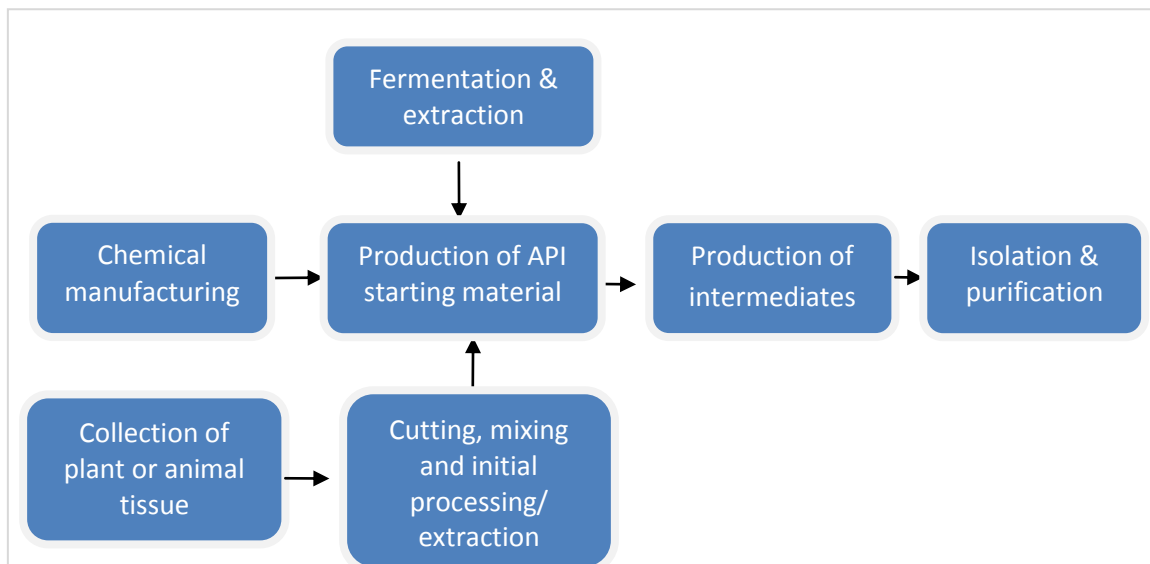 Fermentation &
extraction
Chemical
manufacturing
Production of API
starting material
Production of
intermediates
Isolation &
purification
Collection of
plant or animal
tissue
Cutting, mixing
and initial
processing/
extraction